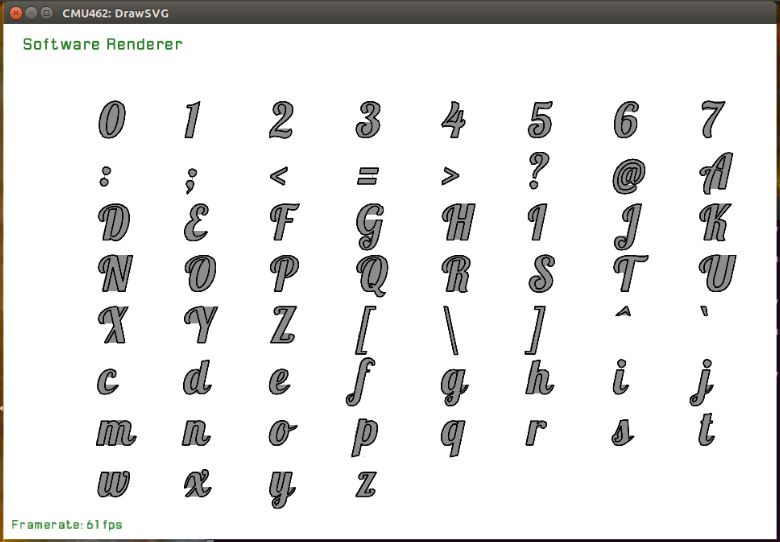 CMU462: DrawSVG
Software Renderer
0 1 2 3 4 5 6 7
: ; < = > ? @ A
D E F G H I J K
N O P Q R S T U
X Y Z [ \ ] ^ `
c d e f g h i j
m n o p q r s t
w x y z
Framerate: 61 fps